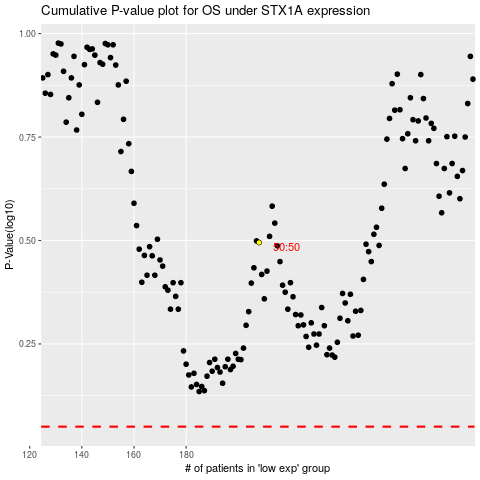 Cumulative P-value plot for OS under STX1A expression
1.00
0.75
P-Value(log10)
0.50
50:50
0.25
120 140 160 180
# of patients in 'low exp' group